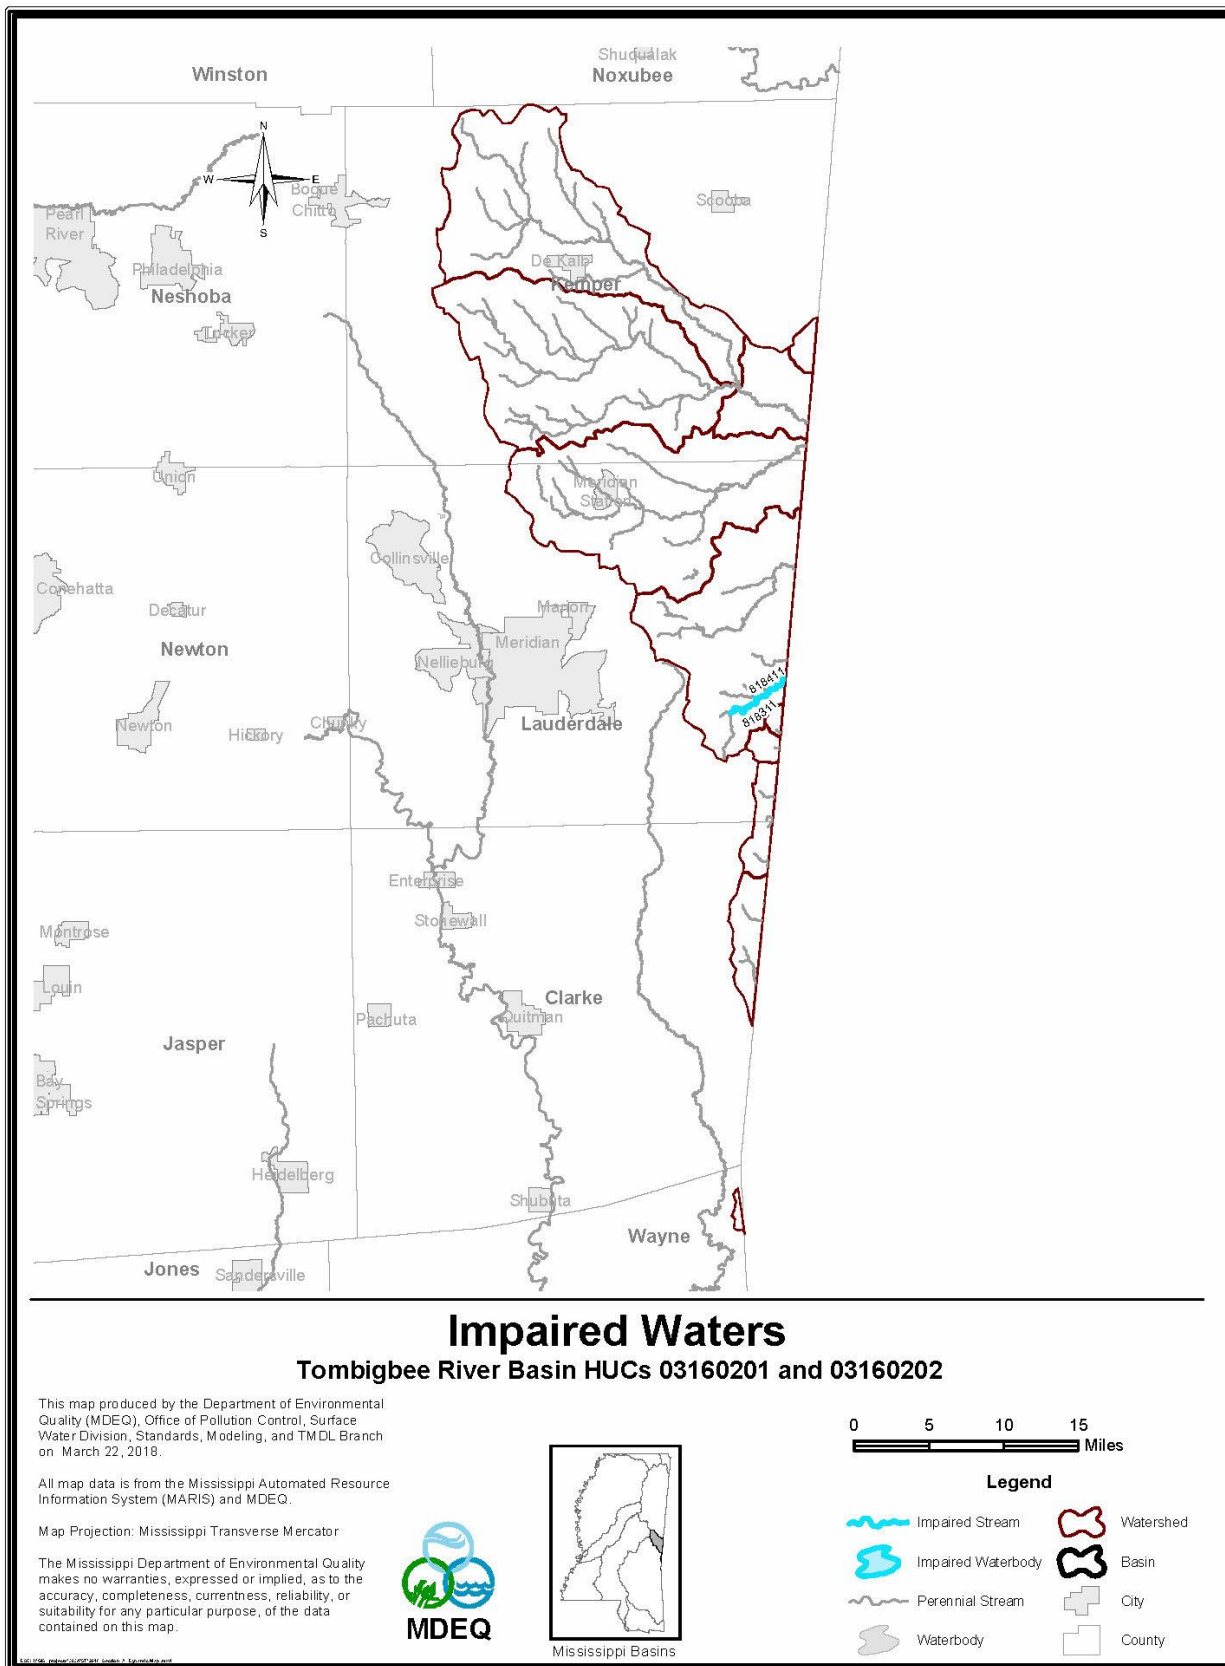 Shuqualak
Winston
Noxubee
N
W
E
S
Bogue
Chitto
Scooba
Pearl
River
Philadelphia
De Kalb
Kemper
Neshoba
Tucker
Union
Meridian
Station
Collinsville
Conehatta
Decatur
Marion
Newton
Meridian
Nellieburg
818411
818311
Newton
Hickory
Chunky
Lauderdale
Enterprise
Stonewall
Montrose
Louin
Clarke
Pachuta
Quitman
Jasper
Bay
Springs
Heidelberg
Shubuta
Wayne
Jones
Sandersville
Impaired Waters
Tombigbee River Basin HUCs 03160201 and 03160202
This map produced by the Department of Environmental
Quality (MDEQ), Office of Pollution Control, Surface
Water Division, Standards, Modeling, and TMDL Branch
on March 22, 2018.
All map data is from the Mississippi Automated Resource
Information System (MARIS) and MDEQ.
Map Projection: Mississippi Transverse Mercator
The Mississippi Department of Environmental Quality
makes no warranties, expressed or implied, as to the
accuracy, completeness, currentness, reliability, or
suitability for any particular purpose, of the data
contained on this map.
MDEQ
Mississippi Basins
0 5 10 15
Miles
Legend
Impaired Stream
Watershed
Impaired Waterbody
Basin
Perennial Stream
City
Waterbody
County